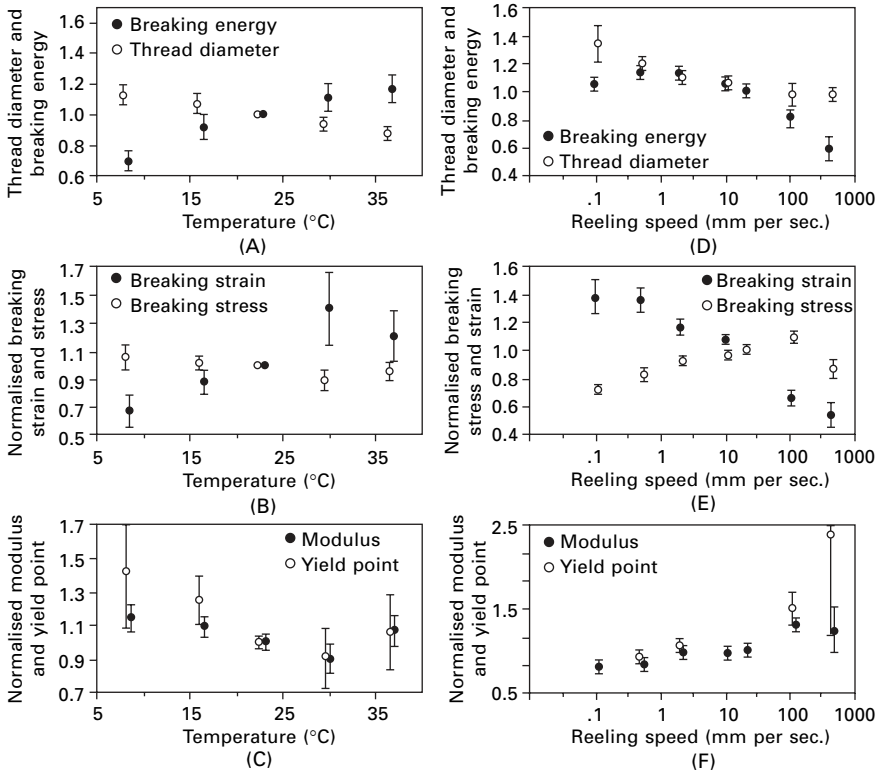 Thread diameter and
breaking energy
1.6
1.4
1.2
1.0
0.8
0.6
Breaking energy
Thread diameter
5
15
25
35
Temperature (°C)
(A)
Normalised breaking
strain and stress
1.7
1.5
1.3
1.1
0.9
0.7
0.5
Breaking strain
Breaking stress
5
15
25
35
Temperature (°C)
(B)
Normalised modulus
and yield point
1.7
1.5
1.3
1.1
0.9
0.7
Modulus
Yield point
5
15
25
35
Temperature (°C)
(C)
Thread diameter and
breaking energy
1.6
1.4
1.2
1.0
0.8
0.6
0.4
Breaking energy
Thread diameter
.1
1
10
100
1000
Reeling speed (mm per sec.)
(D)
Normalised breaking
stress and strain
1.6
1.4
1.2
1.0
0.8
0.6
0.4
Breaking strain
Breaking stress
.1
1
10
100
1000
Reeling speed (mm per sec.)
(E)
Normalised modulus
and yield point
2.5
1.5
0.5
Modulus
Yield point
.1
1
10
100
1000
Reeling speed (mm per sec.)
(F)